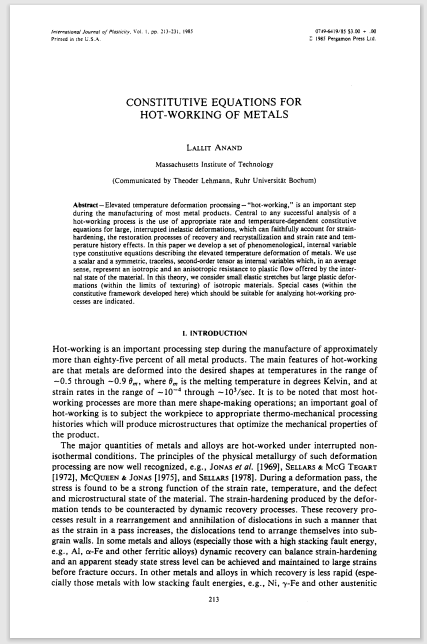 International Journal of Plasticity, Vol. 1, pp. 213-231, 1985
Printed in the U.S.A.
0749-6419/85 $3.00 + .00
© 1985 Pergamon Press Ltd.
CONSTITUTIVE EQUATIONS FOR
HOT-WORKING OF METALS
LALLIT ANAND
Massachusetts Institute of Technology
(Communicated by Theoder Lehmann, Ruhr Universität Bochum)
Abstract—Elevated temperature deformation processing – "hot-working," is an important step
during the manufacturing of most metal products. Central to any successful analysis of a
hot-working process is the use of appropriate rate and temperature-dependent constitutive
equations for large, interrupted inelastic deformations, which can faithfully account for strain-
hardening, the restoration processes of recovery and recrystallization and strain rate and tem-
perature history effects. In this paper we develop a set of phenomenological, internal variable
type constitutive equations describing the elevated temperature deformation of metals. We use
a scalar and a symmetric, traceless, second-order tensor as internal variables which, in an average
sense, represent an isotropic and an anisotropic resistance to plastic flow offered by the inter-
nal state of the material. In this theory, we consider small elastic stretches but large plastic defor-
mations (within the limits of texturing) of isotropic materials. Special cases (within the
constitutive framework developed here) which should be suitable for analyzing hot-working pro-
cesses are indicated.
I. INTRODUCTION
Hot-working is an important processing step during the manufacture of approximately
more than eighty-five percent of all metal products. The main features of hot-working
are that metals are deformed into the desired shapes at temperatures in the range of
~0.5 through ~0.9 θm, where θm is the melting temperature in degrees Kelvin, and at
strain rates in the range of ~10⁻⁴ through ~10³/sec. It is to be noted that most hot-
working processes are more than mere shape-making operations; an important goal of
hot-working is to subject the workpiece to appropriate thermo-mechanical processing
histories which will produce microstructures that optimize the mechanical properties of
the product.
The major quantities of metals and alloys are hot-worked under interrupted non-
isothermal conditions. The principles of the physical metallurgy of such deformation
processing are now well recognized, e.g., JONAS et al. [1969], SELLARS & MCG TEGART
[1972], MCQUEEN & JONAS [1975], and SELLARS [1978]. During a deformation pass, the
stress is found to be a strong function of the strain rate, temperature, and the defect
and microstructural state of the material. The strain-hardening produced by the defor-
mation tends to be counteracted by dynamic recovery processes. These recovery pro-
cesses result in a rearrangement and annihilation of dislocations in such a manner that
as the strain in a pass increases, the dislocations tend to arrange themselves into sub-
grain walls. In some metals and alloys (especially those with a high stacking fault energy,
e.g., Al, α-Fe and other ferritic alloys) dynamic recovery can balance strain-hardening
and an apparent steady state stress level can be achieved and maintained to large strains
before fracture occurs. In other metals and alloys in which recovery is less rapid (espe-
cially those metals with low stacking fault energies, e.g., Ni, γ-Fe and other austenitic
213